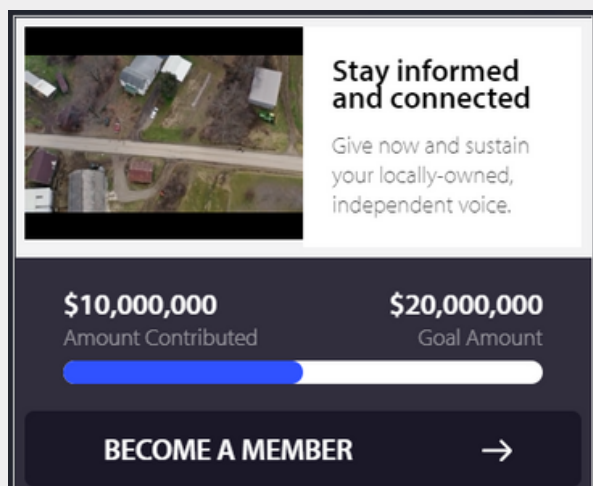 Stay informed
and connected
Give now and sustain
your locally-owned,
independent voice.
$10,000,000
$20,000,000
Amount Contributed
Goal Amount
BECOME A MEMBER →